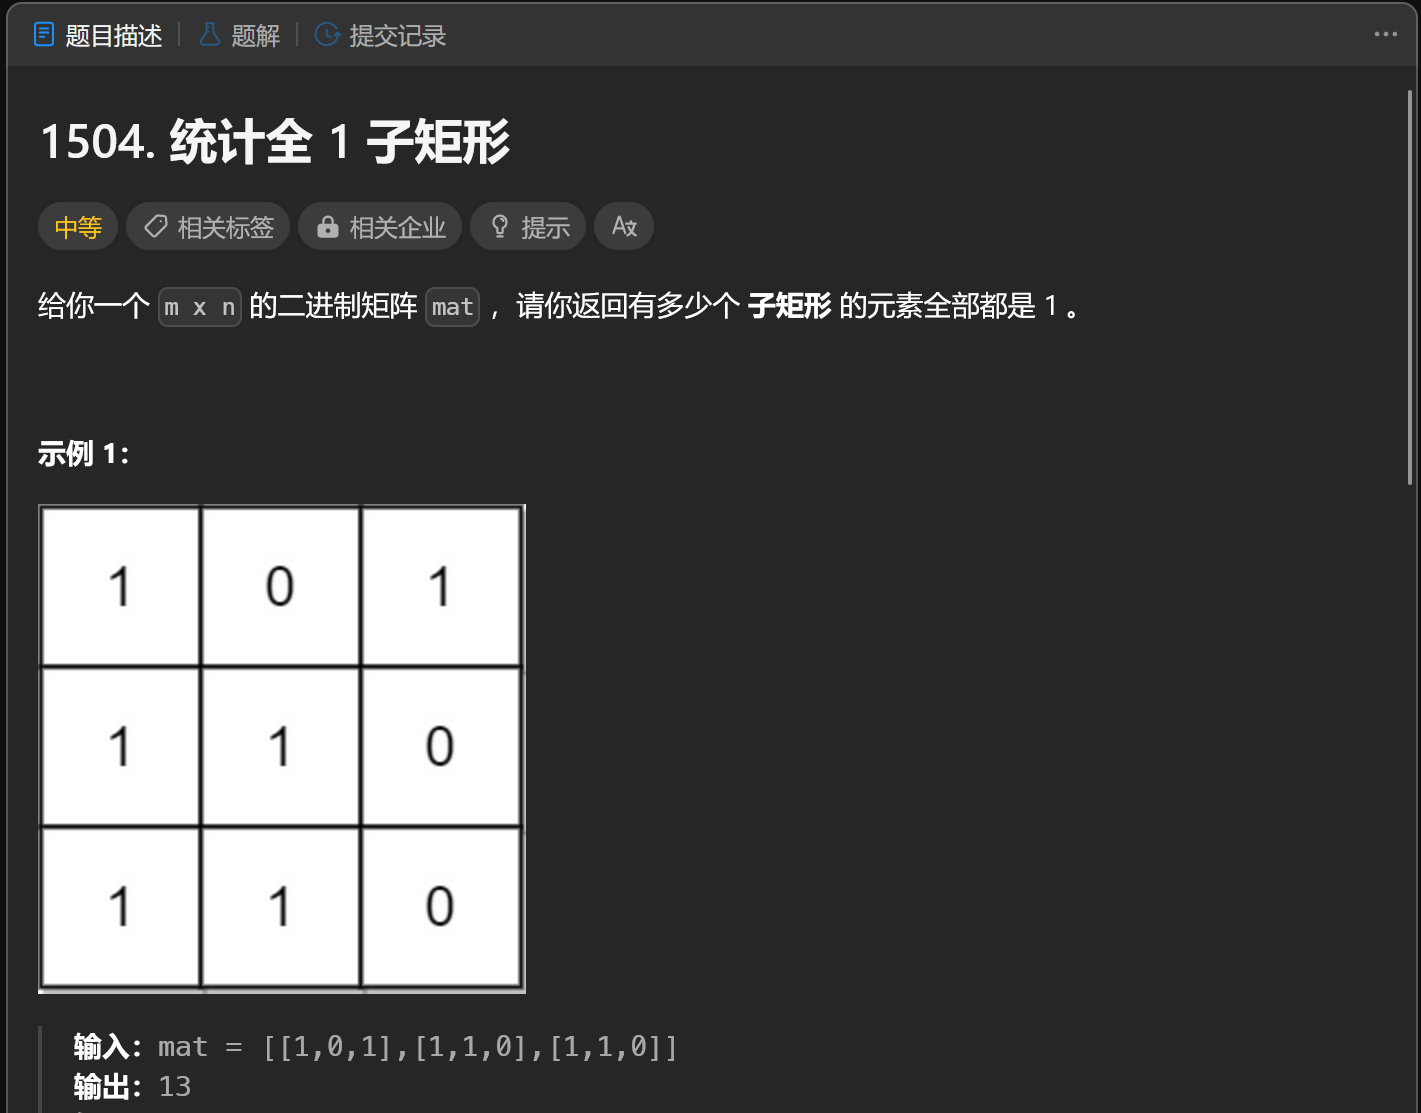 题目描述 题解 提交记录
1504. 统计全 1 子矩形
中等 相关标签 相关企业 提示
给你一个 m x n 的二进制矩阵 mat ，请你返回有多少个 子矩形 的元素全部都是 1 。
示例 1：
1 0 1
1 1 0
1 1 0
输入：mat = [[1,0,1],[1,1,0],[1,1,0]]
输出：13